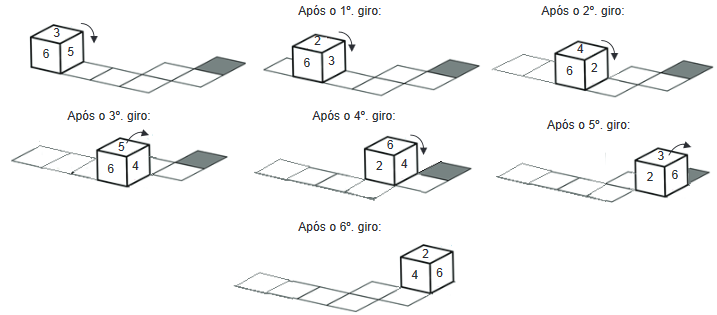 Após o 1º. giro:
Após o 2º. giro:
3
6 5
2
6 3
4
6 2
Após o 3º. giro:
Após o 4º. giro:
Após o 5º. giro:
5
6 4
6
2 4
3
2 6
Após o 6º. giro:
2
4 6